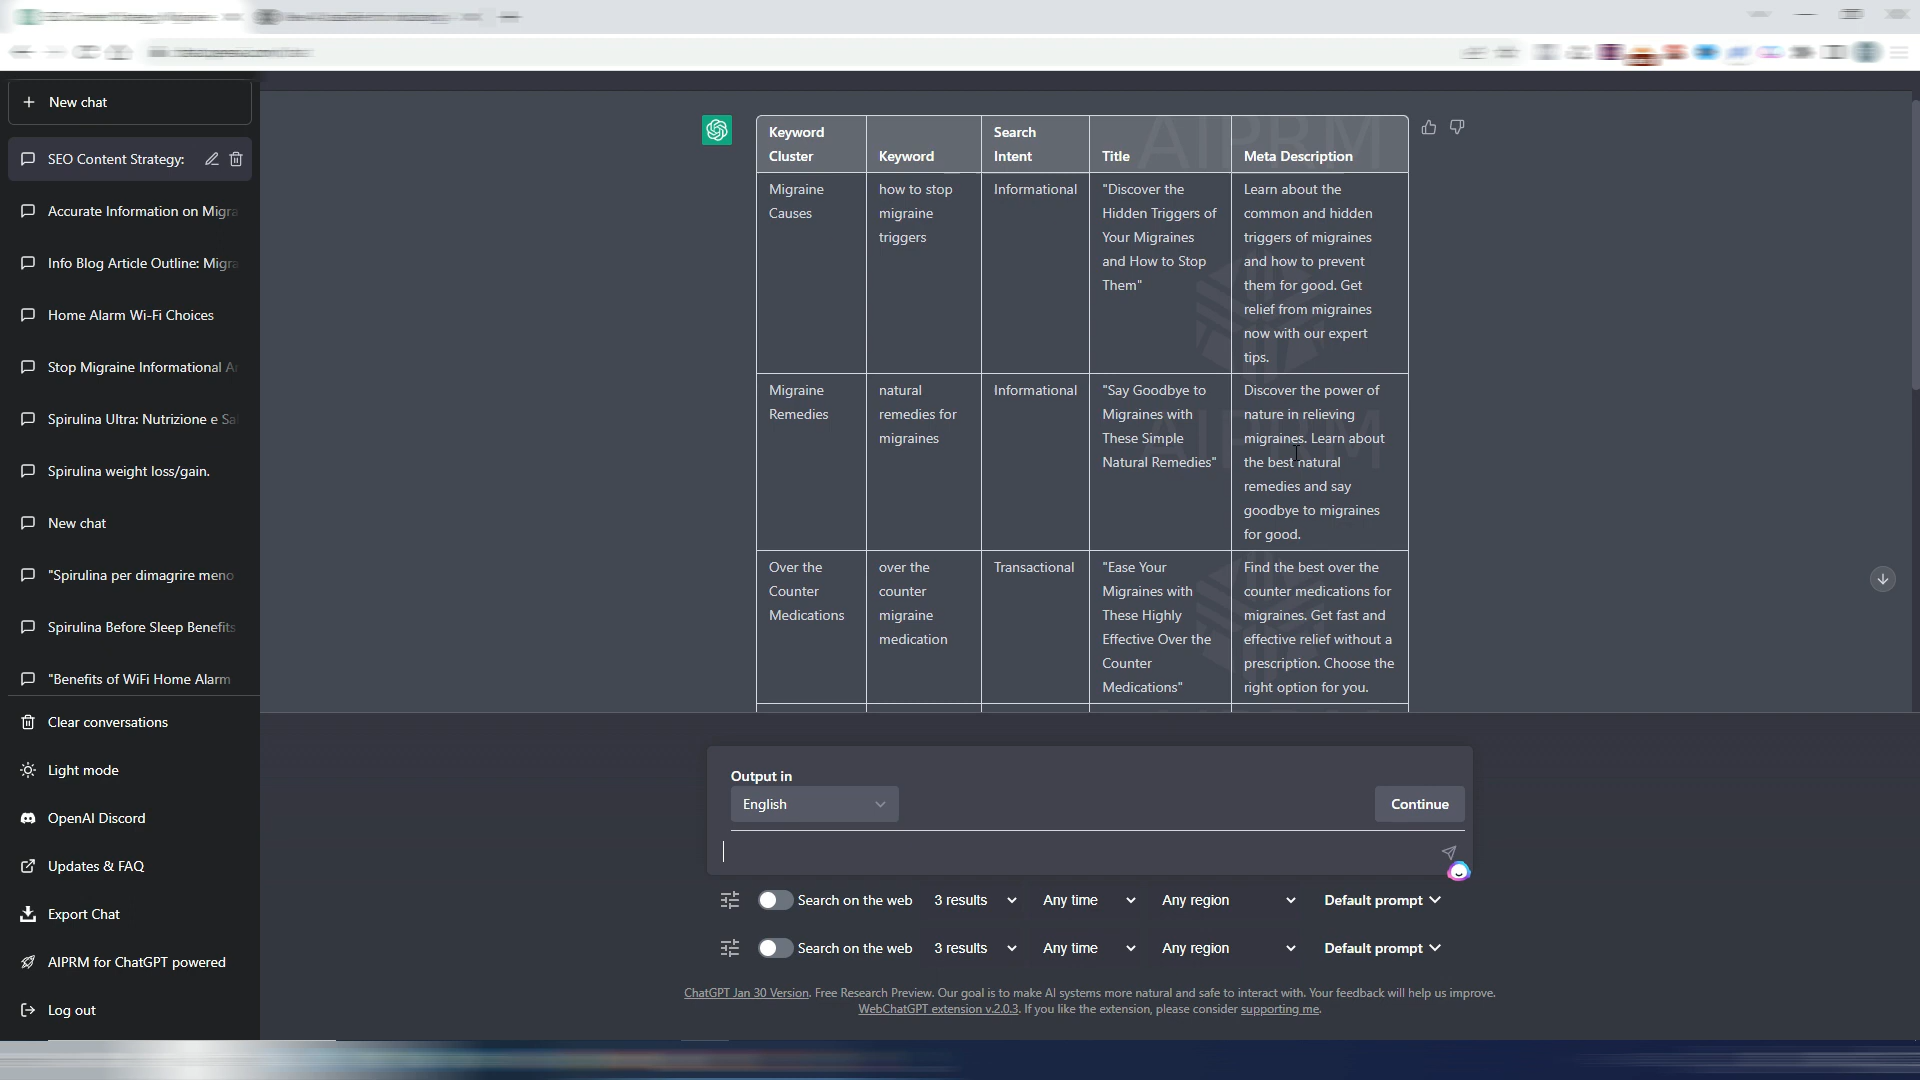 New chat
SEO Content Strategy:
Accurate Information on Migra
Info Blog Article Outline: Migra
Home Alarm Wi-Fi Choices
Stop Migraine Informational Ar
Spirulina Ultra: Nutrizione e Sal
Spirulina weight loss/gain.
New chat
"Spirulina per dimagrire meno
Spirulina Before Sleep Benefits
"Benefits of WiFi Home Alarm
Clear conversations
Light mode
OpenAI Discord
Updates & FAQ
Export Chat
AIPRM for ChatGPT powered
Log out
Keyword
Cluster
Keyword
Search
Intent
Title
Meta Description
Migraine
Causes
how to stop
migraine
triggers
Informational
"Discover the
Hidden Triggers of
Your Migraines
and How to Stop
Them"
Learn about the
common and hidden
triggers of migraines
and how to prevent
them for good. Get
relief from migraines
now with our expert
tips.
Migraine
Remedies
natural
remedies for
migraines
Informational
"Say Goodbye to
Migraines with
These Simple
Natural Remedies"
Discover the power of
nature in relieving
migraines. Learn about
the best natural
remedies and say
goodbye to migraines
for good.
Over the
Counter
Medications
over the
counter
migraine
medication
Transactional
"Ease Your
Migraines with
These Highly
Effective Over the
Counter
Medications"
Find the best over the
counter medications for
migraines. Get fast and
effective relief without a
prescription. Choose the
right option for you.
AIPRM
AIPRM
Output in
English
Continue
Search on the web 3 results Any time Any region Default prompt
Search on the web 3 results Any time Any region Default prompt
ChatGPT Jan 30 Version. Free Research Preview. Our goal is to make AI systems more natural and safe to interact with. Your feedback will help us improve.
WebChatGPT extension v.2.0.3. If you like the extension, please consider supporting me.